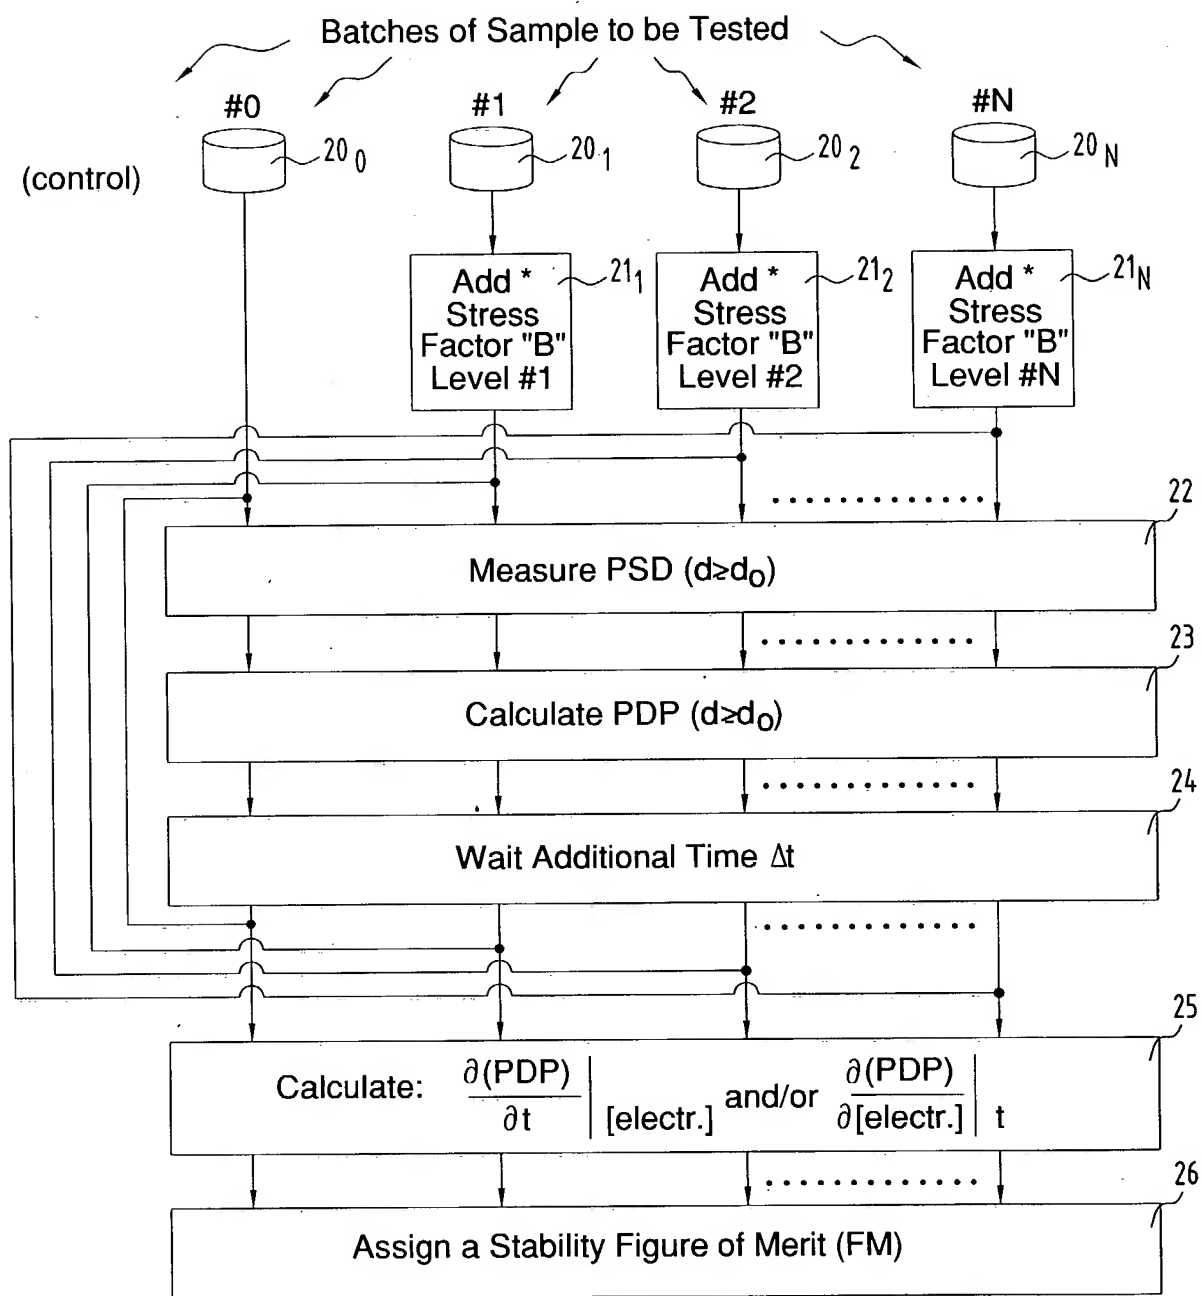 Batches of Sample to be Tested
#0 #1 #2 #N
20 0 20 1 20 2 20 N
(control)
21 1 21 2 21 N
Add *
Stress
Factor "B"
Level #1
Add *
Stress
Factor "B"
Level #2
Add *
Stress
Factor "B"
Level #N
22
Measure PSD (d≥d0)
23
Calculate PDP (d≥d0)
24
Wait Additional Time Δt
25
Calculate: ∂(PDP)/∂t | [electr.] and/or ∂(PDP)/∂[electr.] | t
26
Assign a Stability Figure of Merit (FM)